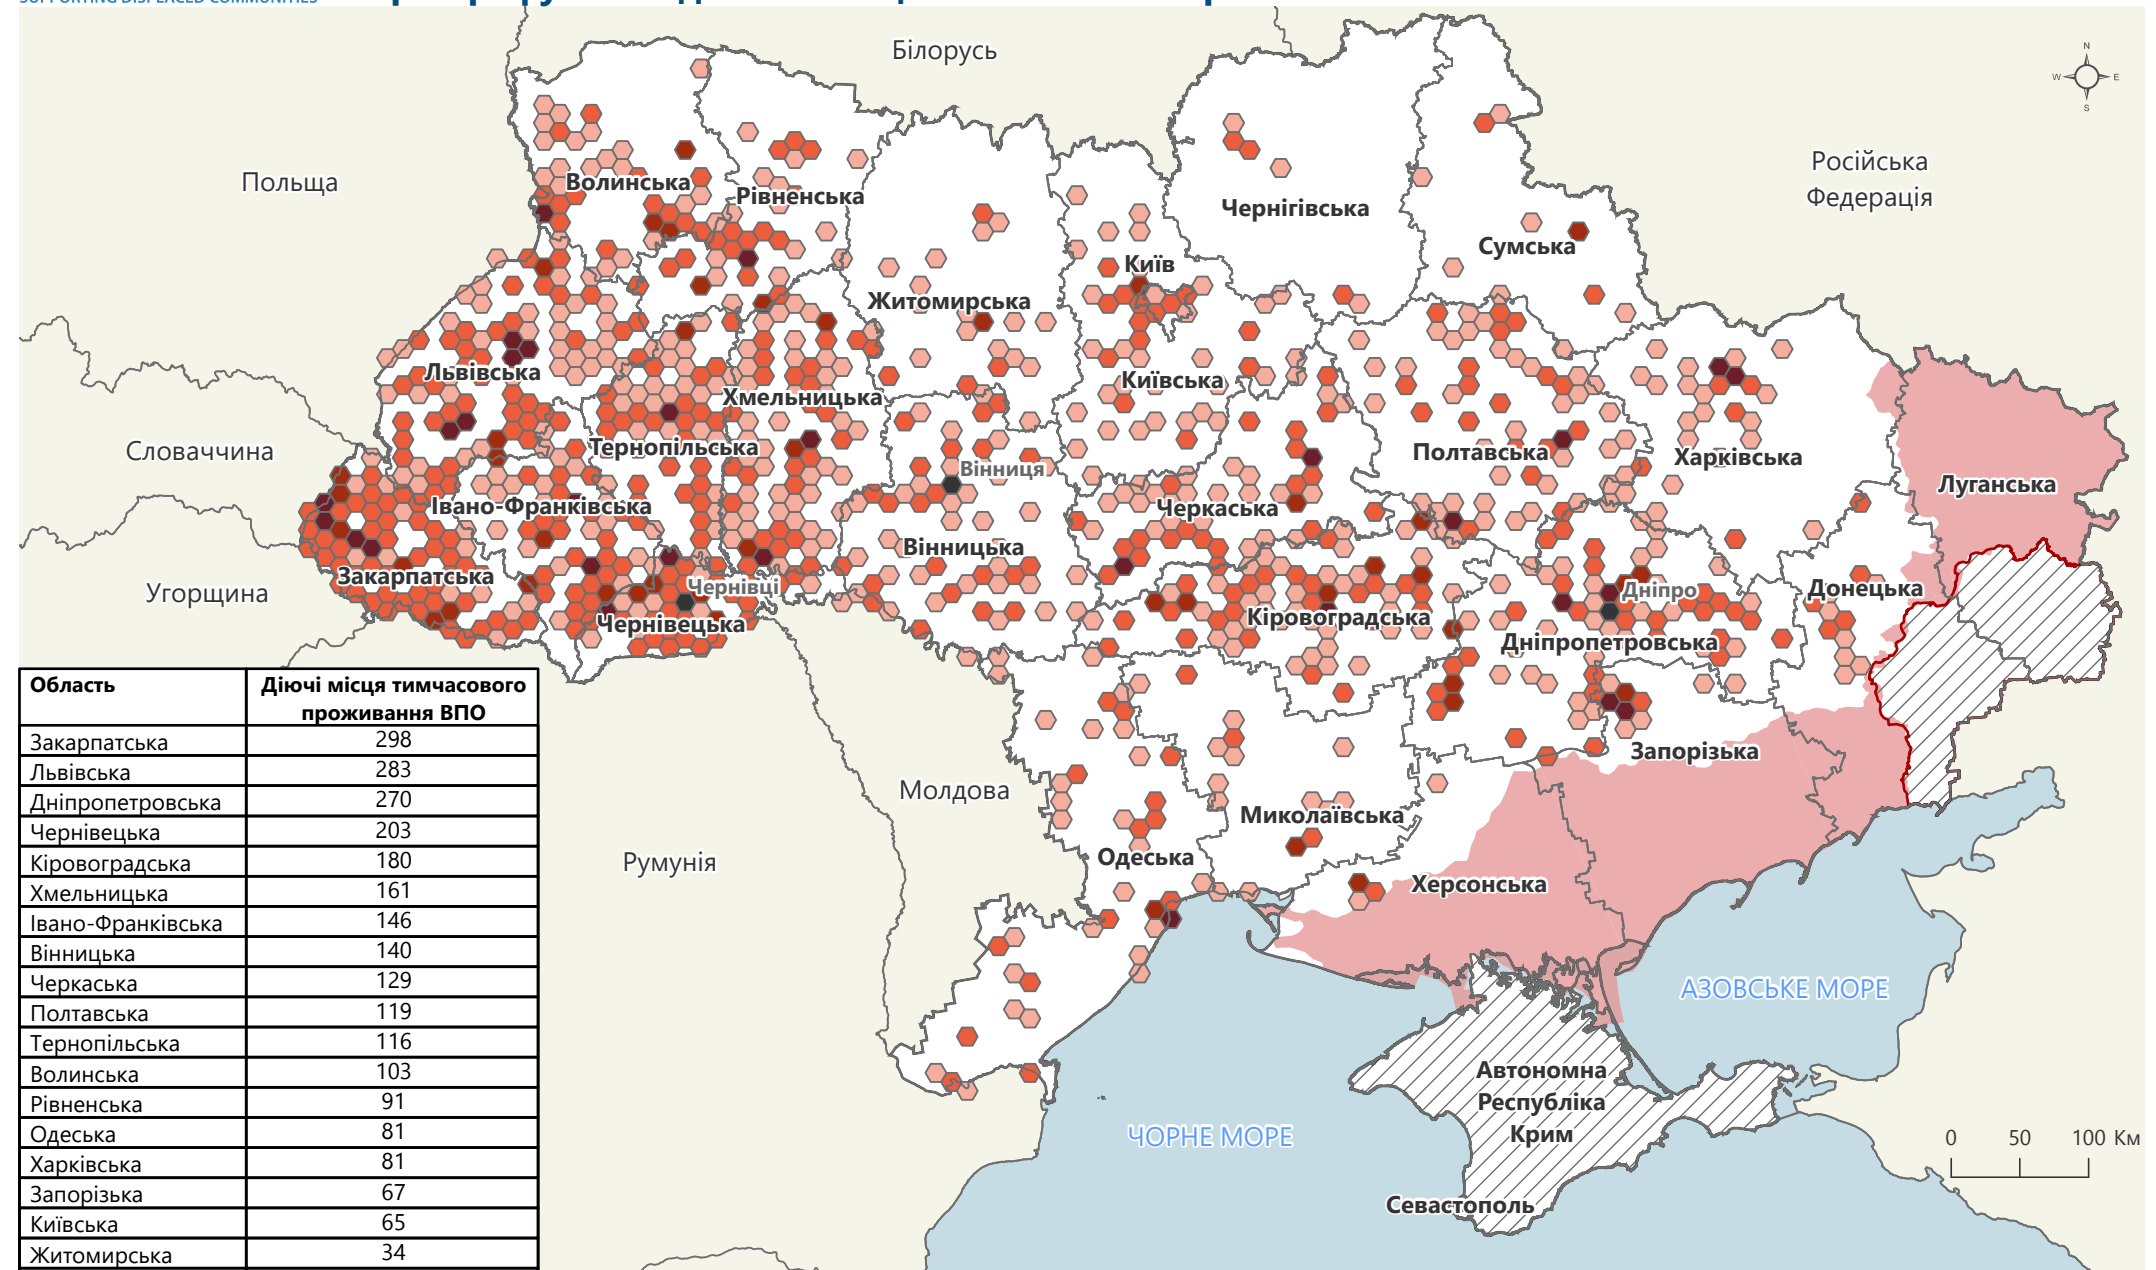 SUPPORTING DISPLACED COMMUNITIES
Білорусь
N
W
E
S
Польща
Російська
Федерація
Волинська
Рівненська
Чернігівська
Сумська
Київ
Житомирська
Львівська
Київська
Хмельницька
Словаччина
Тернопільська
Вінниця
Полтавська
Харківська
Луганська
Івано-Франківська
Черкаська
Вінницька
Закарпатська
Чернівці
Угорщина
Дніпро
Донецька
Чернівецька
Кіровоградська
Дніпропетровська
Запорізька
Молдова
Миколаївська
Румунія
Одеська
Херсонська
АЗОВСЬКЕ МОРЕ
Автономна
Республіка
Крим
ЧОРНЕ МОРЕ
Севастополь
0 50 100 Км
Область Діючі місця тимчасового
проживання ВПО
Закарпатська 298
Львівська 283
Дніпропетровська 270
Чернівецька 203
Кіровоградська 180
Хмельницька 161
Івано-Франківська 146
Вінницька 140
Черкаська 129
Полтавська 119
Тернопільська 116
Волинська 103
Рівненська 91
Одеська 81
Харківська 81
Запорізька 67
Київська 65
Житомирська 34